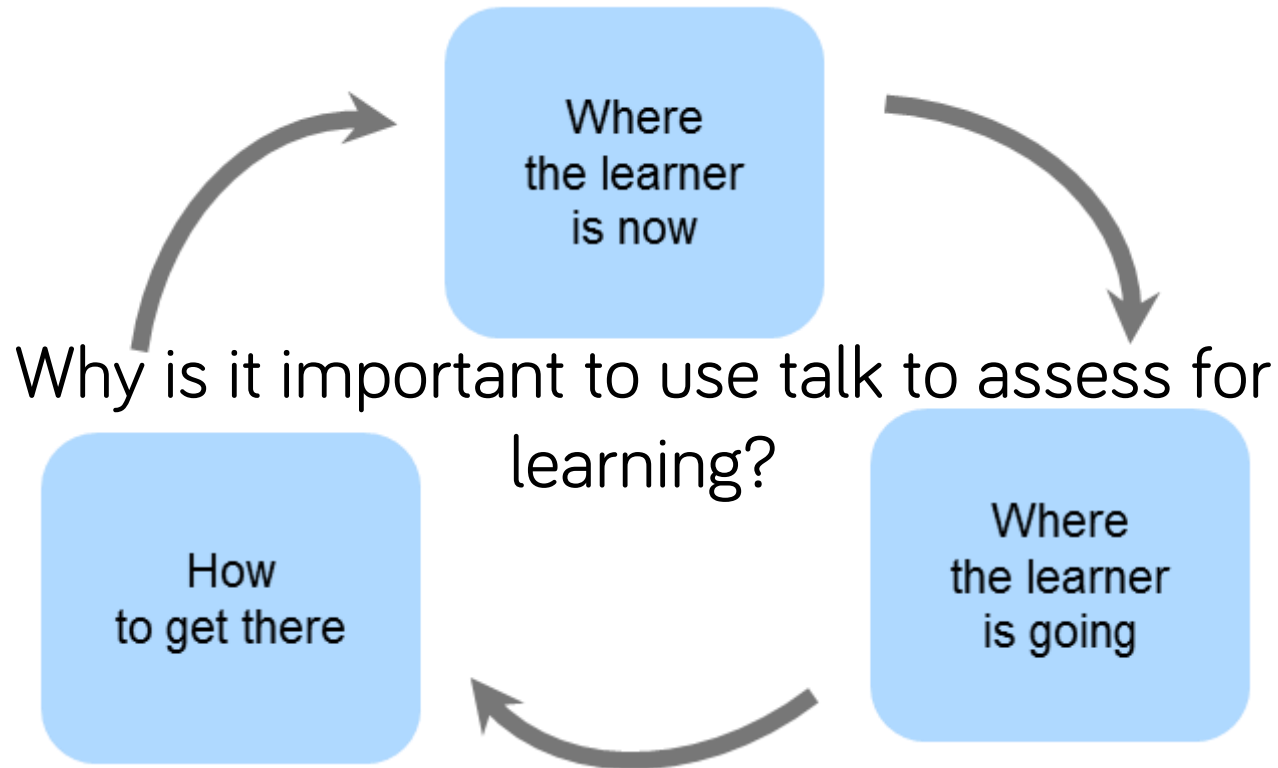 Where
the learner
is now
Why is it important to use talk to assess for
learning?
How
to get there
Where
the learner
is going